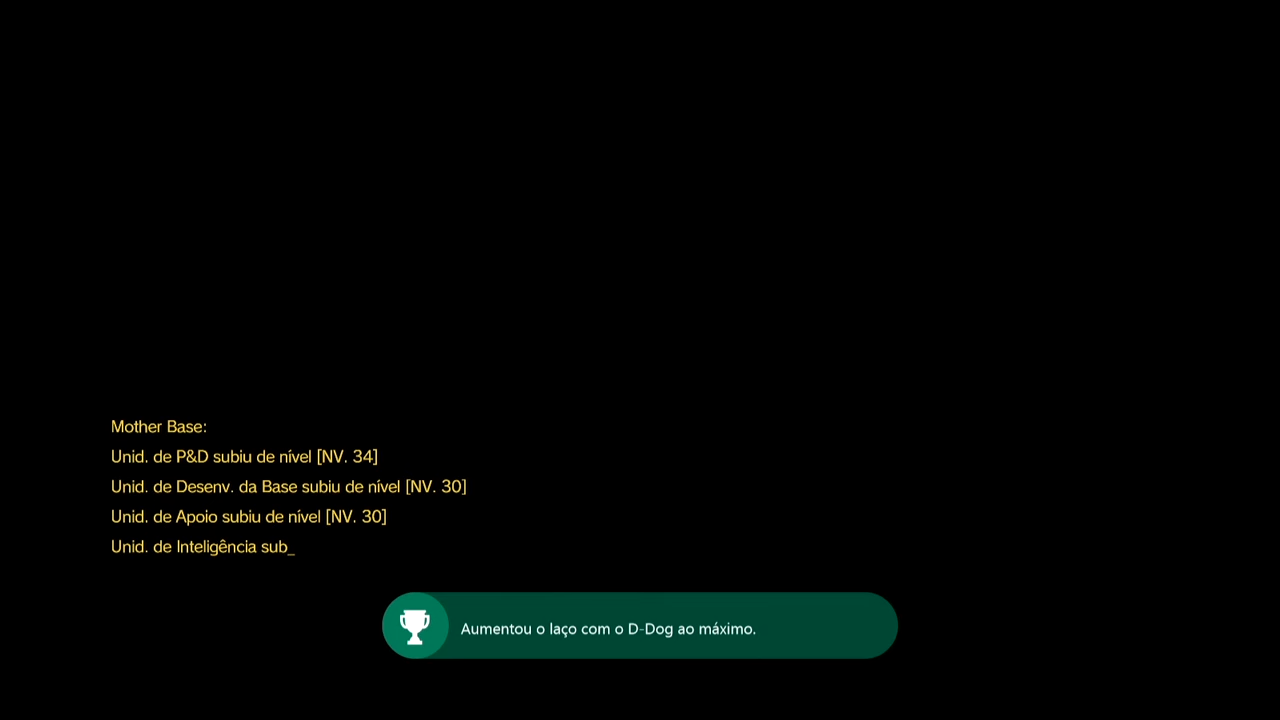 Mother Base:
Unid. de P&D subiu de nível [NV. 34]
Unid. de Desenv. da Base subiu de nível [NV. 30]
Unid. de Apoio subiu de nível [NV. 30]
Unid. de Inteligência sub_
Aumentou o laço com o D-Dog ao máximo.